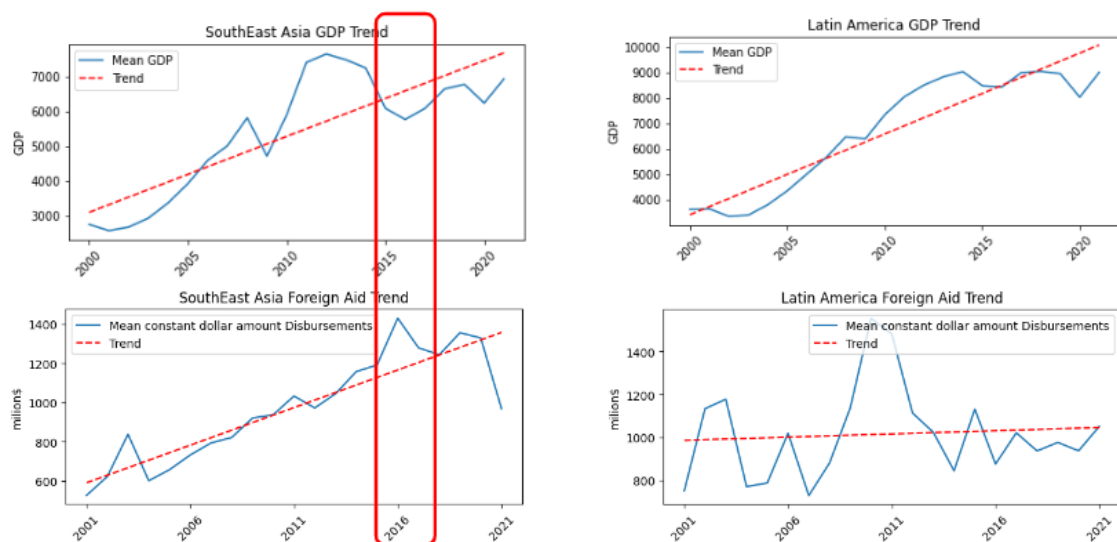 SouthEast Asia GDP Trend
Mean GDP
Trend
GDP
7000
6000
5000
4000
3000
2000
2005
2010
2015
2020
Latin America GDP Trend
Mean GDP
Trend
GDP
10000
9000
8000
7000
6000
5000
4000
2000
2005
2010
2015
2020
SouthEast Asia Foreign Aid Trend
Mean constant dollar amount Disbursements
Trend
milions
1400
1200
1000
800
600
2001
2006
2011
2016
2021
Latin America Foreign Aid Trend
Mean constant dollar amount Disbursements
Trend
milions
1400
1200
1000
800
2001
2006
2011
2016
2021